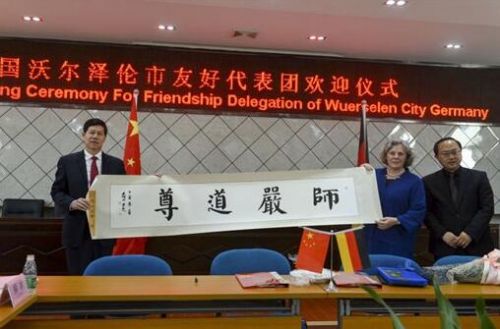 国沃尔泽伦市友好代表团欢迎仪式
ng Ceremony For Friendship Delegation of Wuerselen City Germany
師嚴道尊